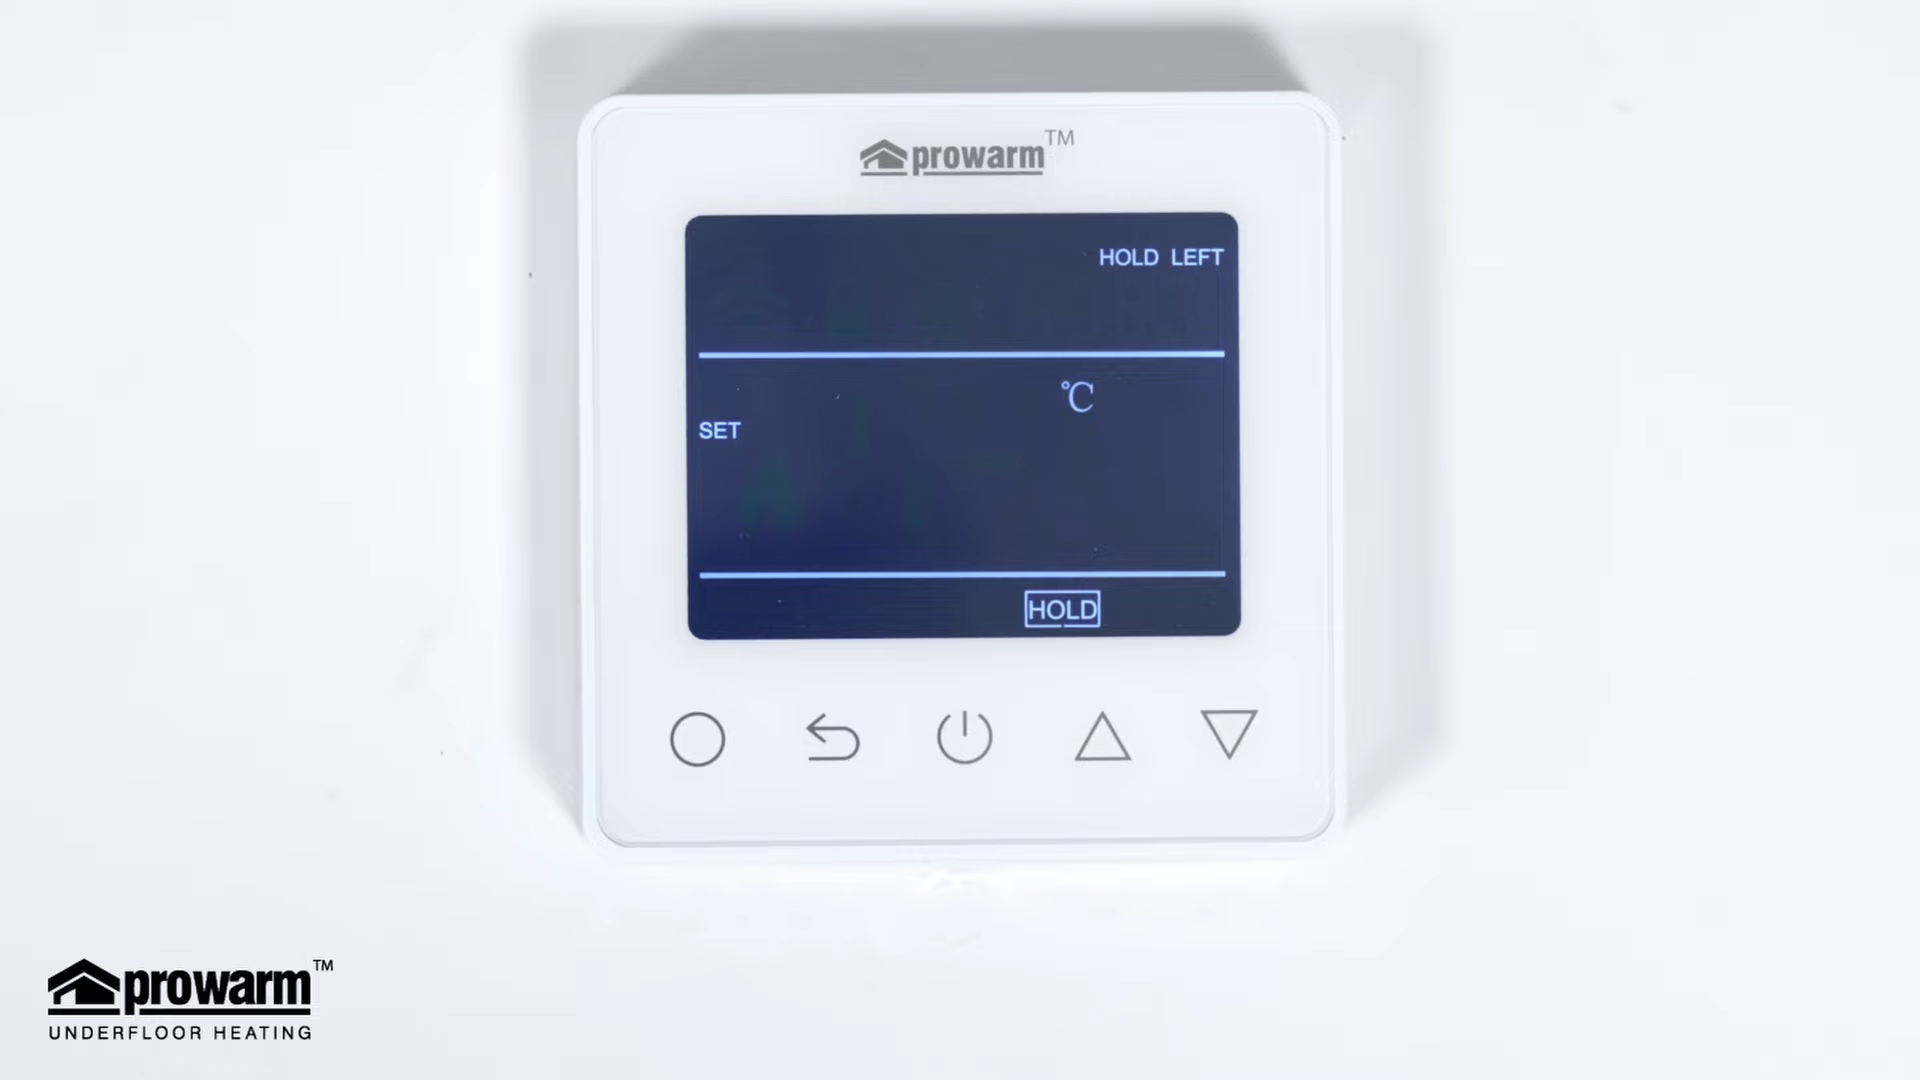 prowarm™
HOLD LEFT
℃
SET
HOLD
prowarm™
UNDERFLOOR HEATING